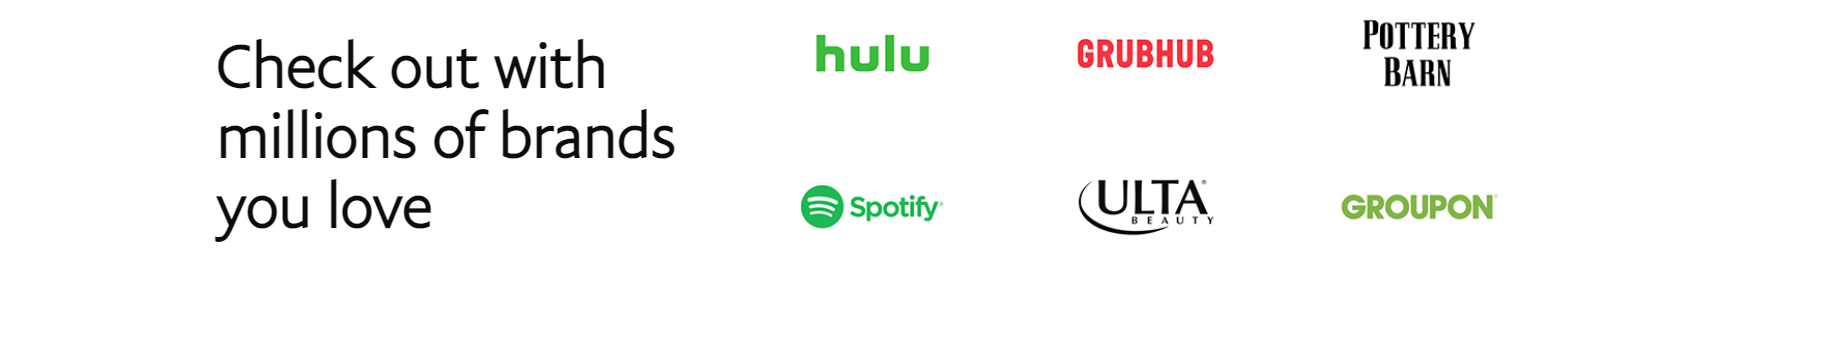 Check out with
millions of brands
you love
hulu
GRUBHUB
POTTERY
BARN
Spotify®
ULTA®
BEAUTY
GROUPON®